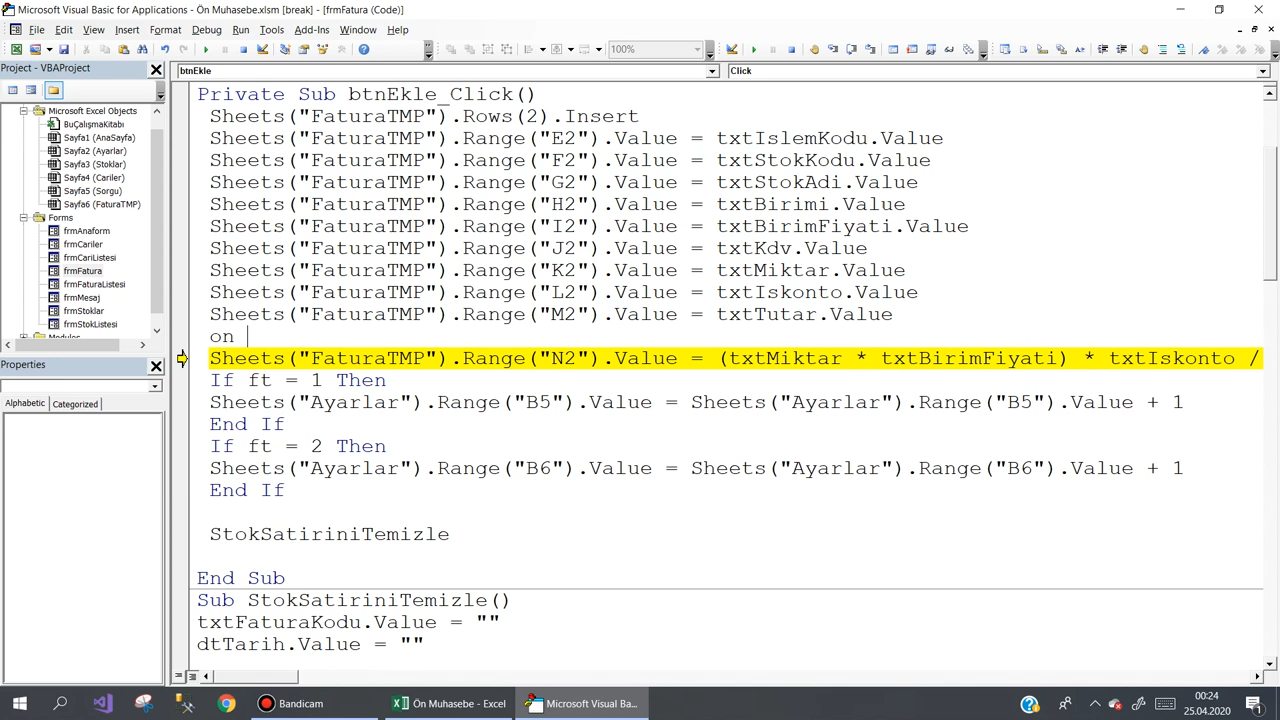 Microsoft Visual Basic for Applications - Ön Muhasebe.xlsm [break] - [frmFatura (Code)]
File Edit View Insert Format Debug Run Tools Add-Ins Window Help
100%
Project - VBAProject
btnEkle
Click
Microsoft Excel Objects
BuÇalışmaKitabı
Sayfa1 (AnaSayfa)
Sayfa2 (Ayarlar)
Sayfa3 (Stoklar)
Sayfa4 (Cariler)
Sayfa5 (Sorgu)
Sayfa6 (FaturaTMP)
Forms
frmAnaform
frmCariler
frmCariListesi
frmFatura
frmFaturaListesi
frmMesaj
frmStoklar
frmStokListesi
Modules
Properties
Alphabetic Categorized
Private Sub btnEkle_Click()
Sheets("FaturaTMP").Rows(2).Insert
Sheets("FaturaTMP").Range("E2").Value = txtIslemKodu.Value
Sheets("FaturaTMP").Range("F2").Value = txtStokKodu.Value
Sheets("FaturaTMP").Range("G2").Value = txtStokAdi.Value
Sheets("FaturaTMP").Range("H2").Value = txtBirimi.Value
Sheets("FaturaTMP").Range("I2").Value = txtBirimFiyati.Value
Sheets("FaturaTMP").Range("J2").Value = txtKdv.Value
Sheets("FaturaTMP").Range("K2").Value = txtMiktar.Value
Sheets("FaturaTMP").Range("L2").Value = txtIskonto.Value
Sheets("FaturaTMP").Range("M2").Value = txtTutar.Value
on
Sheets("FaturaTMP").Range("N2").Value = (txtMiktar * txtBirimFiyati) * txtIskonto /
If ft = 1 Then
Sheets("Ayarlar").Range("B5").Value = Sheets("Ayarlar").Range("B5").Value + 1
End If
If ft = 2 Then
Sheets("Ayarlar").Range("B6").Value = Sheets("Ayarlar").Range("B6").Value + 1
End If
StokSatiriniTemizle
End Sub
Sub StokSatiriniTemizle()
txtFaturaKodu.Value = ""
dtTarih.Value = ""
Bandicam
Ön Muhasebe - Excel
Microsoft Visual Ba...
00:24
25.04.2020
1